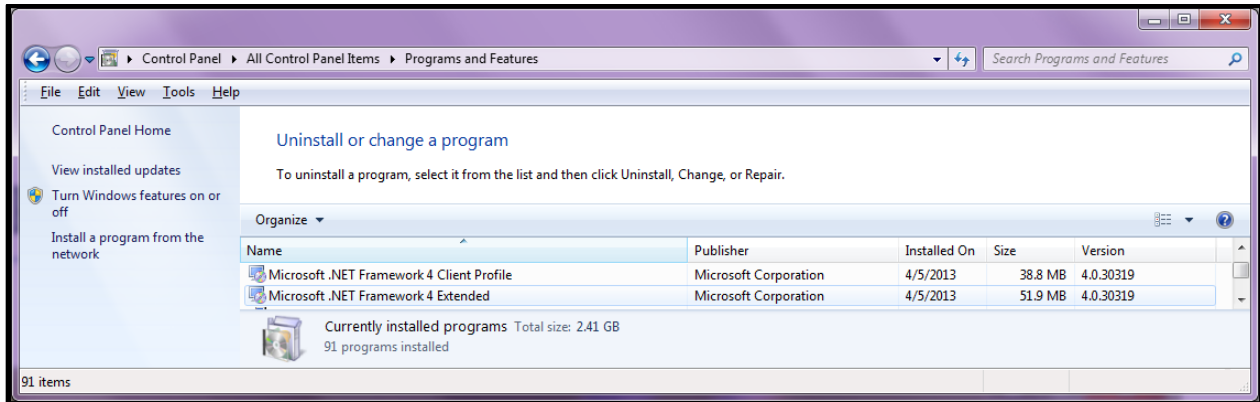 Control Panel All Control Panel Items Programs and Features
Search Programs and Features
File Edit View Tools Help
Control Panel Home
View installed updates
Turn Windows features on or
off
Install a program from the
network
Uninstall or change a program
To uninstall a program, select it from the list and then click Uninstall, Change, or Repair.
Organize
Name Publisher Installed On Size Version
Microsoft .NET Framework 4 Client Profile Microsoft Corporation 4/5/2013 38.8 MB 4.0.30319
Microsoft .NET Framework 4 Extended Microsoft Corporation 4/5/2013 51.9 MB 4.0.30319
Currently installed programs Total size: 2.41 GB
91 programs installed
91 items